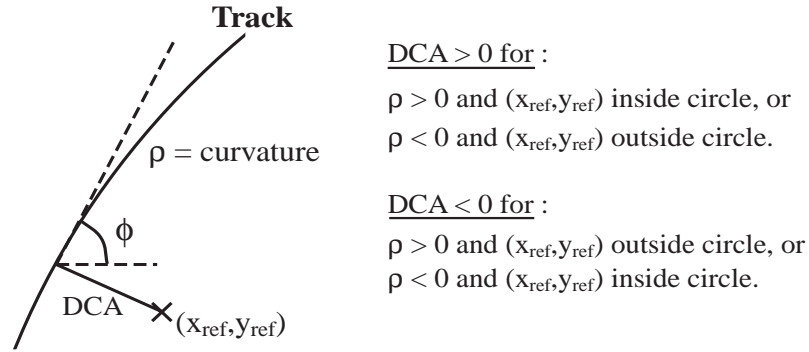 Track
ρ = curvature
ϕ
DCA
(x_ref,y_ref)
DCA > 0 for :
ρ > 0 and (x_ref,y_ref) inside circle, or
ρ < 0 and (x_ref,y_ref) outside circle.
DCA < 0 for :
ρ > 0 and (x_ref,y_ref) outside circle, or
ρ < 0 and (x_ref,y_ref) inside circle.